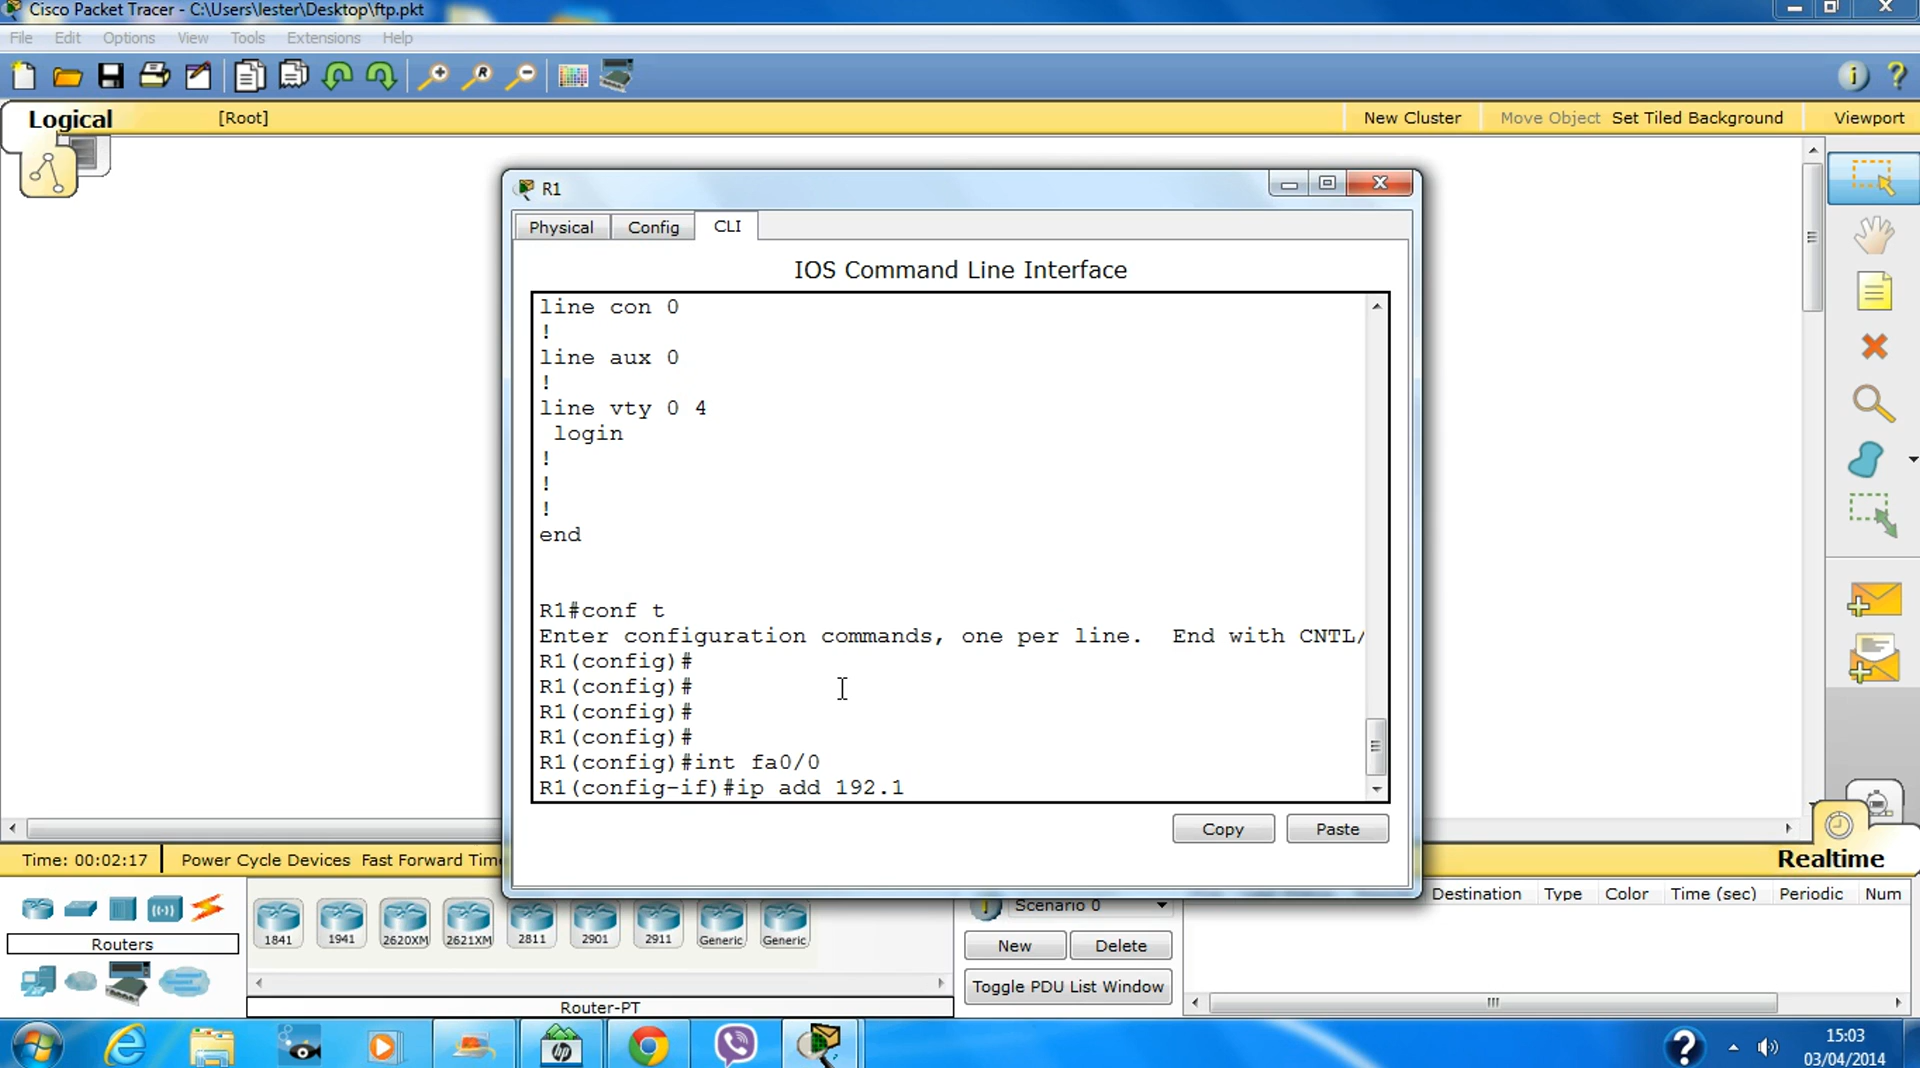 Cisco Packet Tracer - C:\Users\lester\Desktop\ftp.pkt
File Edit Options View Tools Extensions Help
Logical [Root] New Cluster Move Object Set Tiled Background Viewport
R1
Physical Config CLI
IOS Command Line Interface
line con 0
!
line aux 0
!
line vty 0 4
login
!
!
!
end
R1#conf t
Enter configuration commands, one per line. End with CNTL/
R1(config)#
R1(config)#
R1(config)#
R1(config)#
R1(config)#int fa0/0
R1(config-if)#ip add 192.1
Copy Paste
Time: 00:02:17 Power Cycle Devices Fast Forward Time Realtime
Scenario 0 Destination Type Color Time (sec) Periodic Num
Routers 1841 1941 2620XM 2621XM 2811 2901 2911 Generic Generic
New Delete
Toggle PDU List Window
Router-PT
15:03
03/04/2014